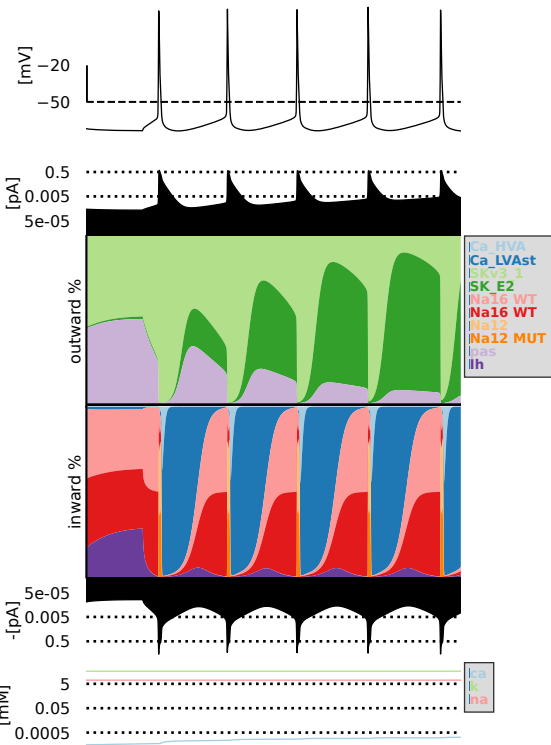 [mV]
−20
−50
[pA]
0.5
0.005
5e-05
outward %
Ca_HVA
Ca_LVAst
SKv3_1
SK_E2
Na16 WT
Na16 WT
Na12
Na12 MUT
pas
Ih
inward %
-[pA]
5e-05
0.005
0.5
[mM]
5
0.05
0.0005
ca
k
na